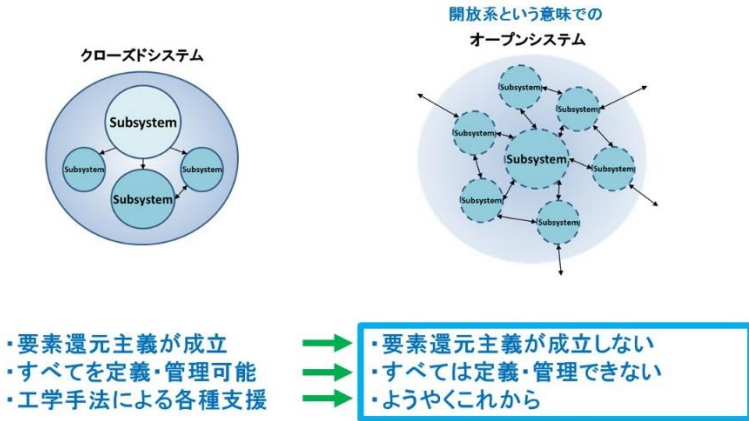 クローズドシステム
Subsystem
Subsystem
Subsystem
Subsystem
開放系という意味での
オープンシステム
Subsystem
Subsystem
Subsystem
Subsystem
Subsystem
Subsystem
Subsystem
・要素還元主義が成立
・すべてを定義・管理可能
・工学手法による各種支援
・要素還元主義が成立しない
・すべては定義・管理できない
・ようやくこれから